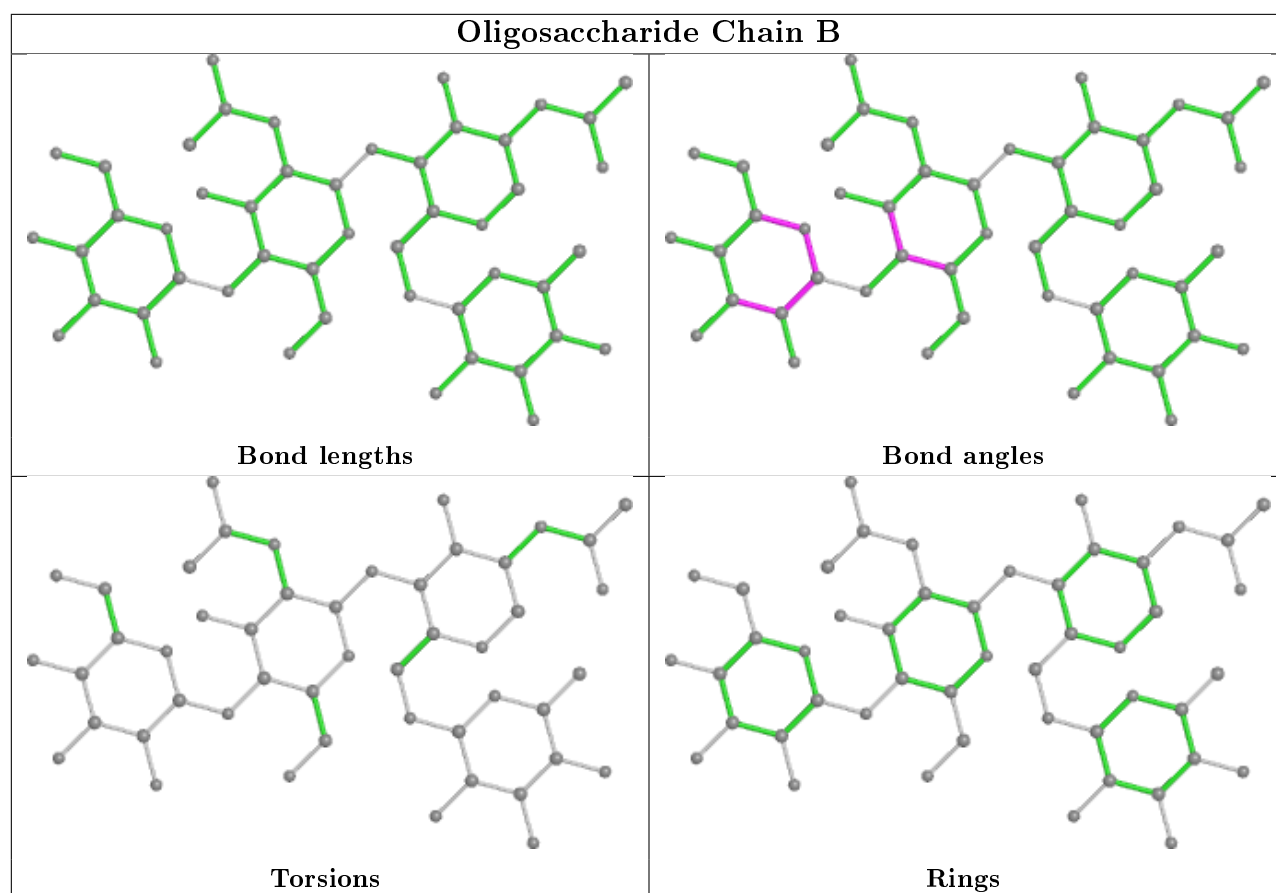 Oligosaccharide Chain B
Bond lengths
Bond angles
Torsions
Rings